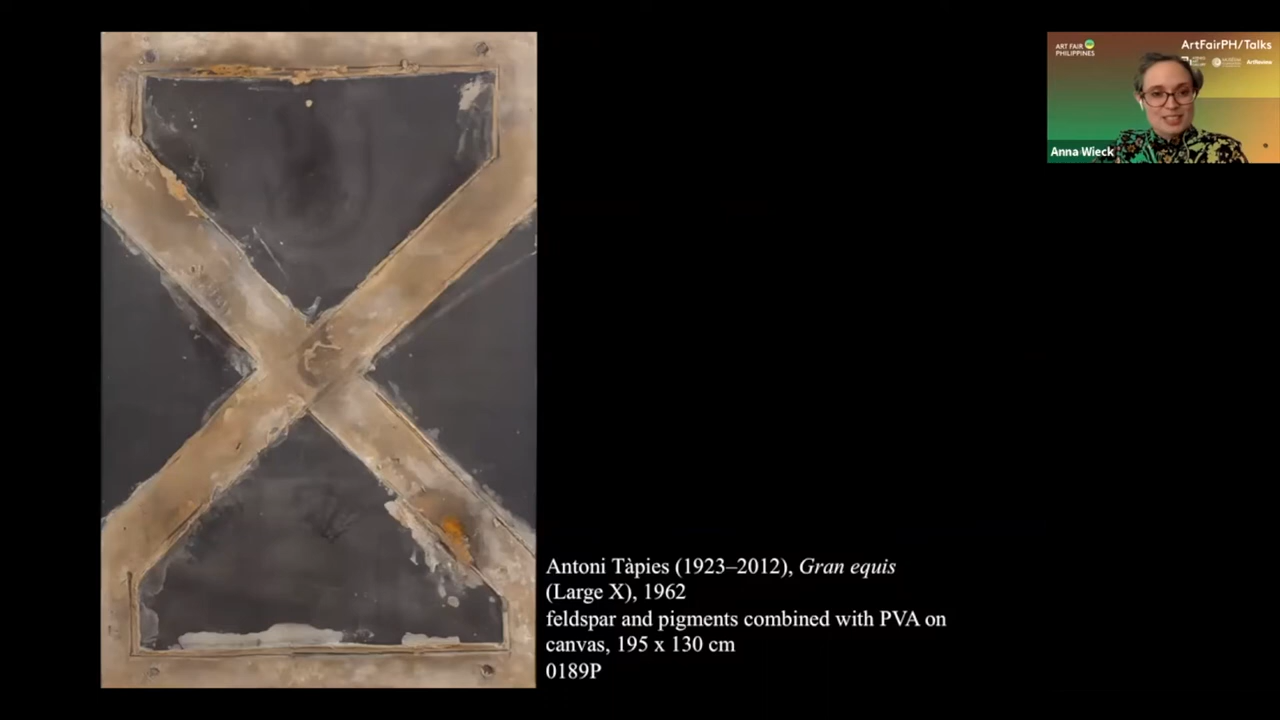 ART FAIR
PHILIPPINES
ArtFairPH/Talks
ArtReview
Anna Wieck
Antoni Tàpies (1923–2012), Gran equis
(Large X), 1962
feldspar and pigments combined with PVA on
canvas, 195 x 130 cm
0189P